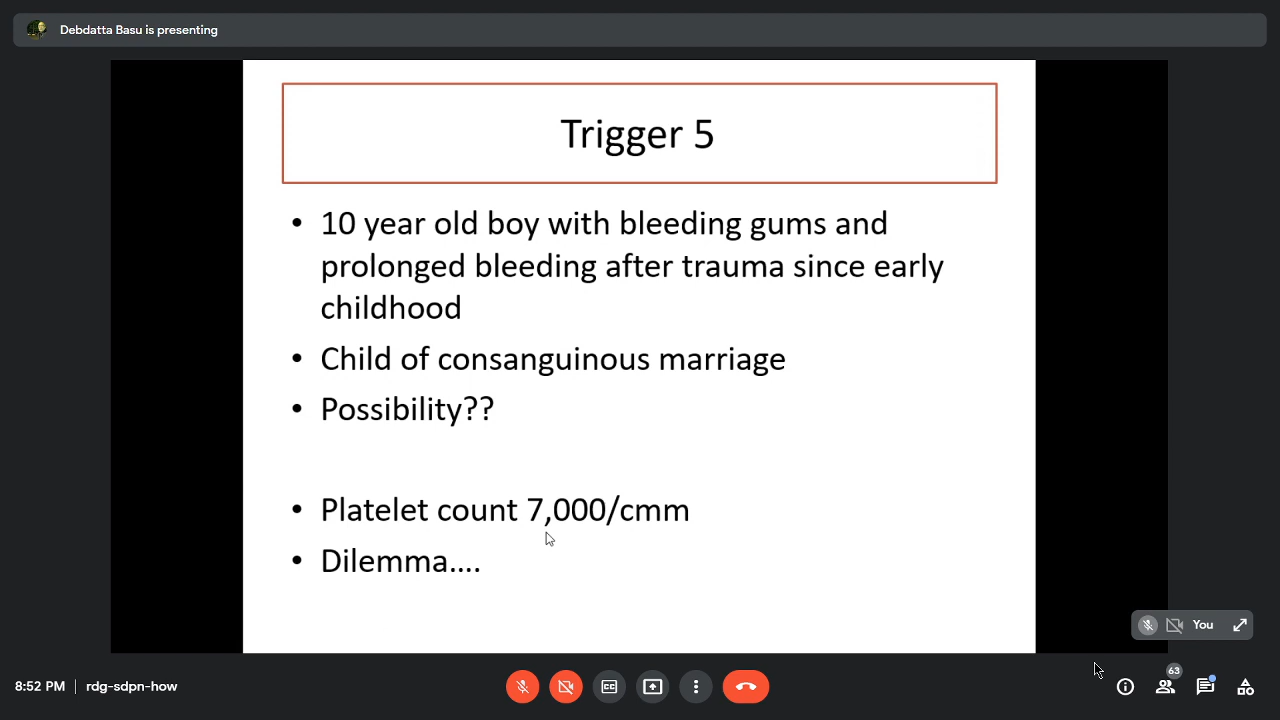 Debdatta Basu is presenting
Trigger 5
• 10 year old boy with bleeding gums and
prolonged bleeding after trauma since early
childhood
• Child of consanguinous marriage
• Possibility??
• Platelet count 7,000/cmm
• Dilemma....
You
8:52 PM | rdg-sdpn-how
63